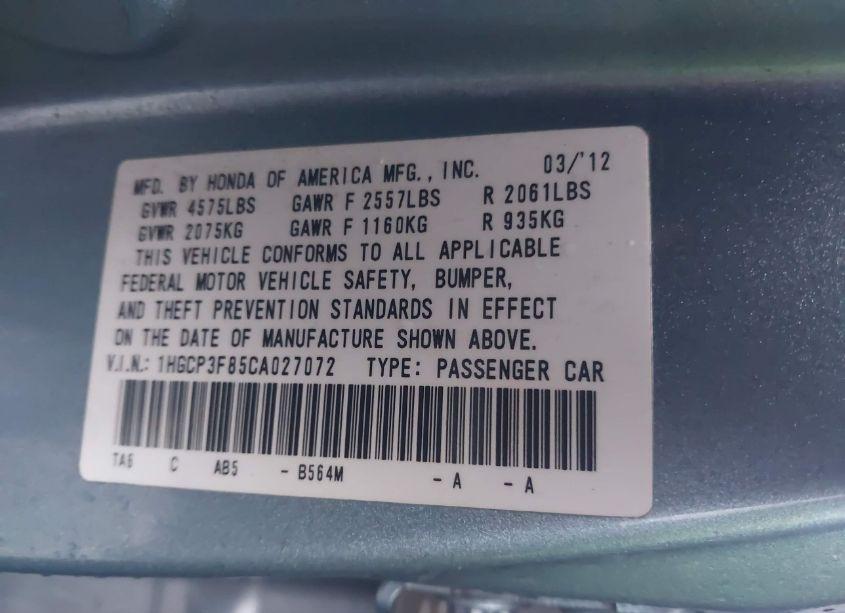 MFD. BY HONDA OF AMERICA MFG., INC. 03/'12
GVWR 4575LBS GAWR F 2557LBS R 2061LBS
GVWR 2075KG GAWR F 1160KG R 935KG
THIS VEHICLE CONFORMS TO ALL APPLICABLE
FEDERAL MOTOR VEHICLE SAFETY, BUMPER,
AND THEFT PREVENTION STANDARDS IN EFFECT
ON THE DATE OF MANUFACTURE SHOWN ABOVE.
V.I.N.: 1HGCP3F85CA027072 TYPE: PASSENGER CAR
TA6 C AB5 - B564M - A - A